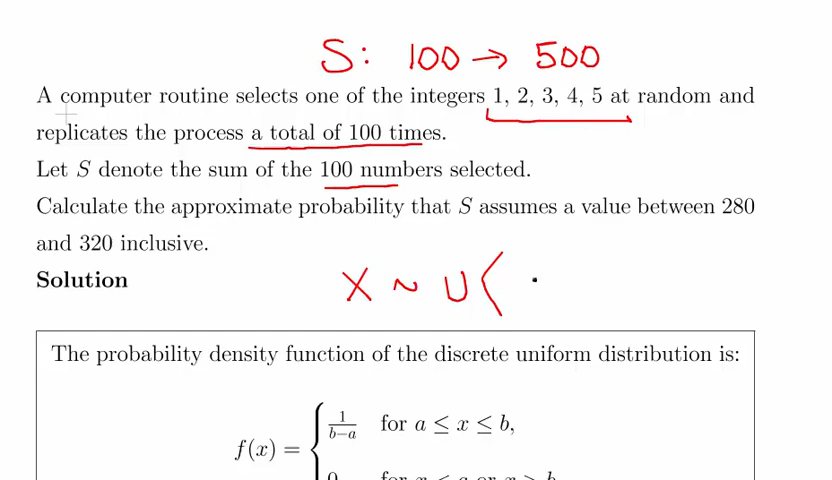 S: 100 → 500
A computer routine selects one of the integers 1, 2, 3, 4, 5 at random and
replicates the process a total of 100 times.
Let S denote the sum of the 100 numbers selected.
Calculate the approximate probability that S assumes a value between 280
and 320 inclusive.
Solution
X ~ U(
The probability density function of the discrete uniform distribution is:
f(x) = { 1/(b−a) for a ≤ x ≤ b,
0 for x < a or x > b